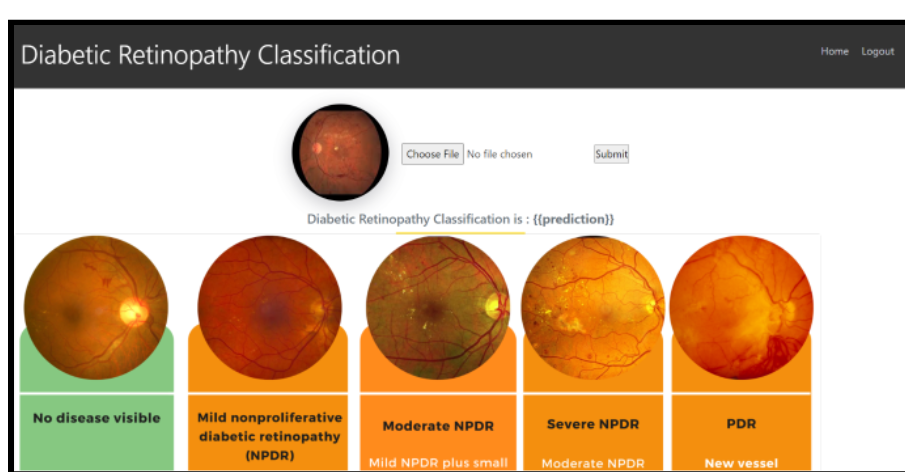 Diabetic Retinopathy Classification
Home Logout
Choose File No file chosen Submit
Diabetic Retinopathy Classification is : {{prediction}}
No disease visible
Mild nonproliferative
diabetic retinopathy
(NPDR)
Moderate NPDR
Mild NPDR plus small
Severe NPDR
Moderate NPDR
PDR
New vessel